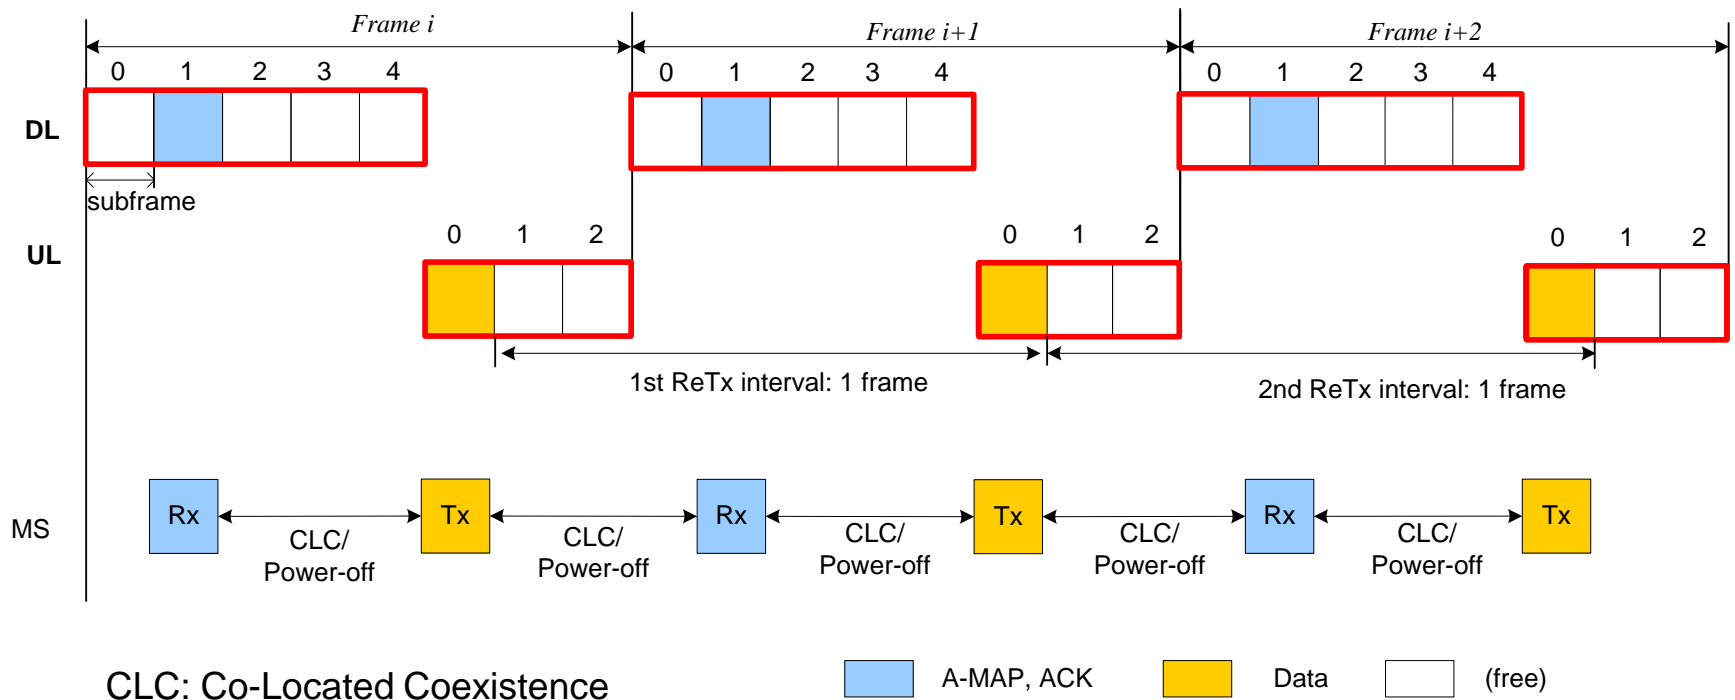 Frame i Frame i+1 Frame i+2
0 1 2 3 4 0 1 2 3 4 0 1 2 3 4
DL
subframe
0 1 2 0 1 2 0 1 2
UL
1st ReTx interval: 1 frame 2nd ReTx interval: 1 frame
MS Rx Tx Rx Tx Rx Tx
CLC/ CLC/ CLC/ CLC/ CLC/
Power-off Power-off Power-off Power-off Power-off
CLC: Co-Located Coexistence A-MAP, ACK Data (free)